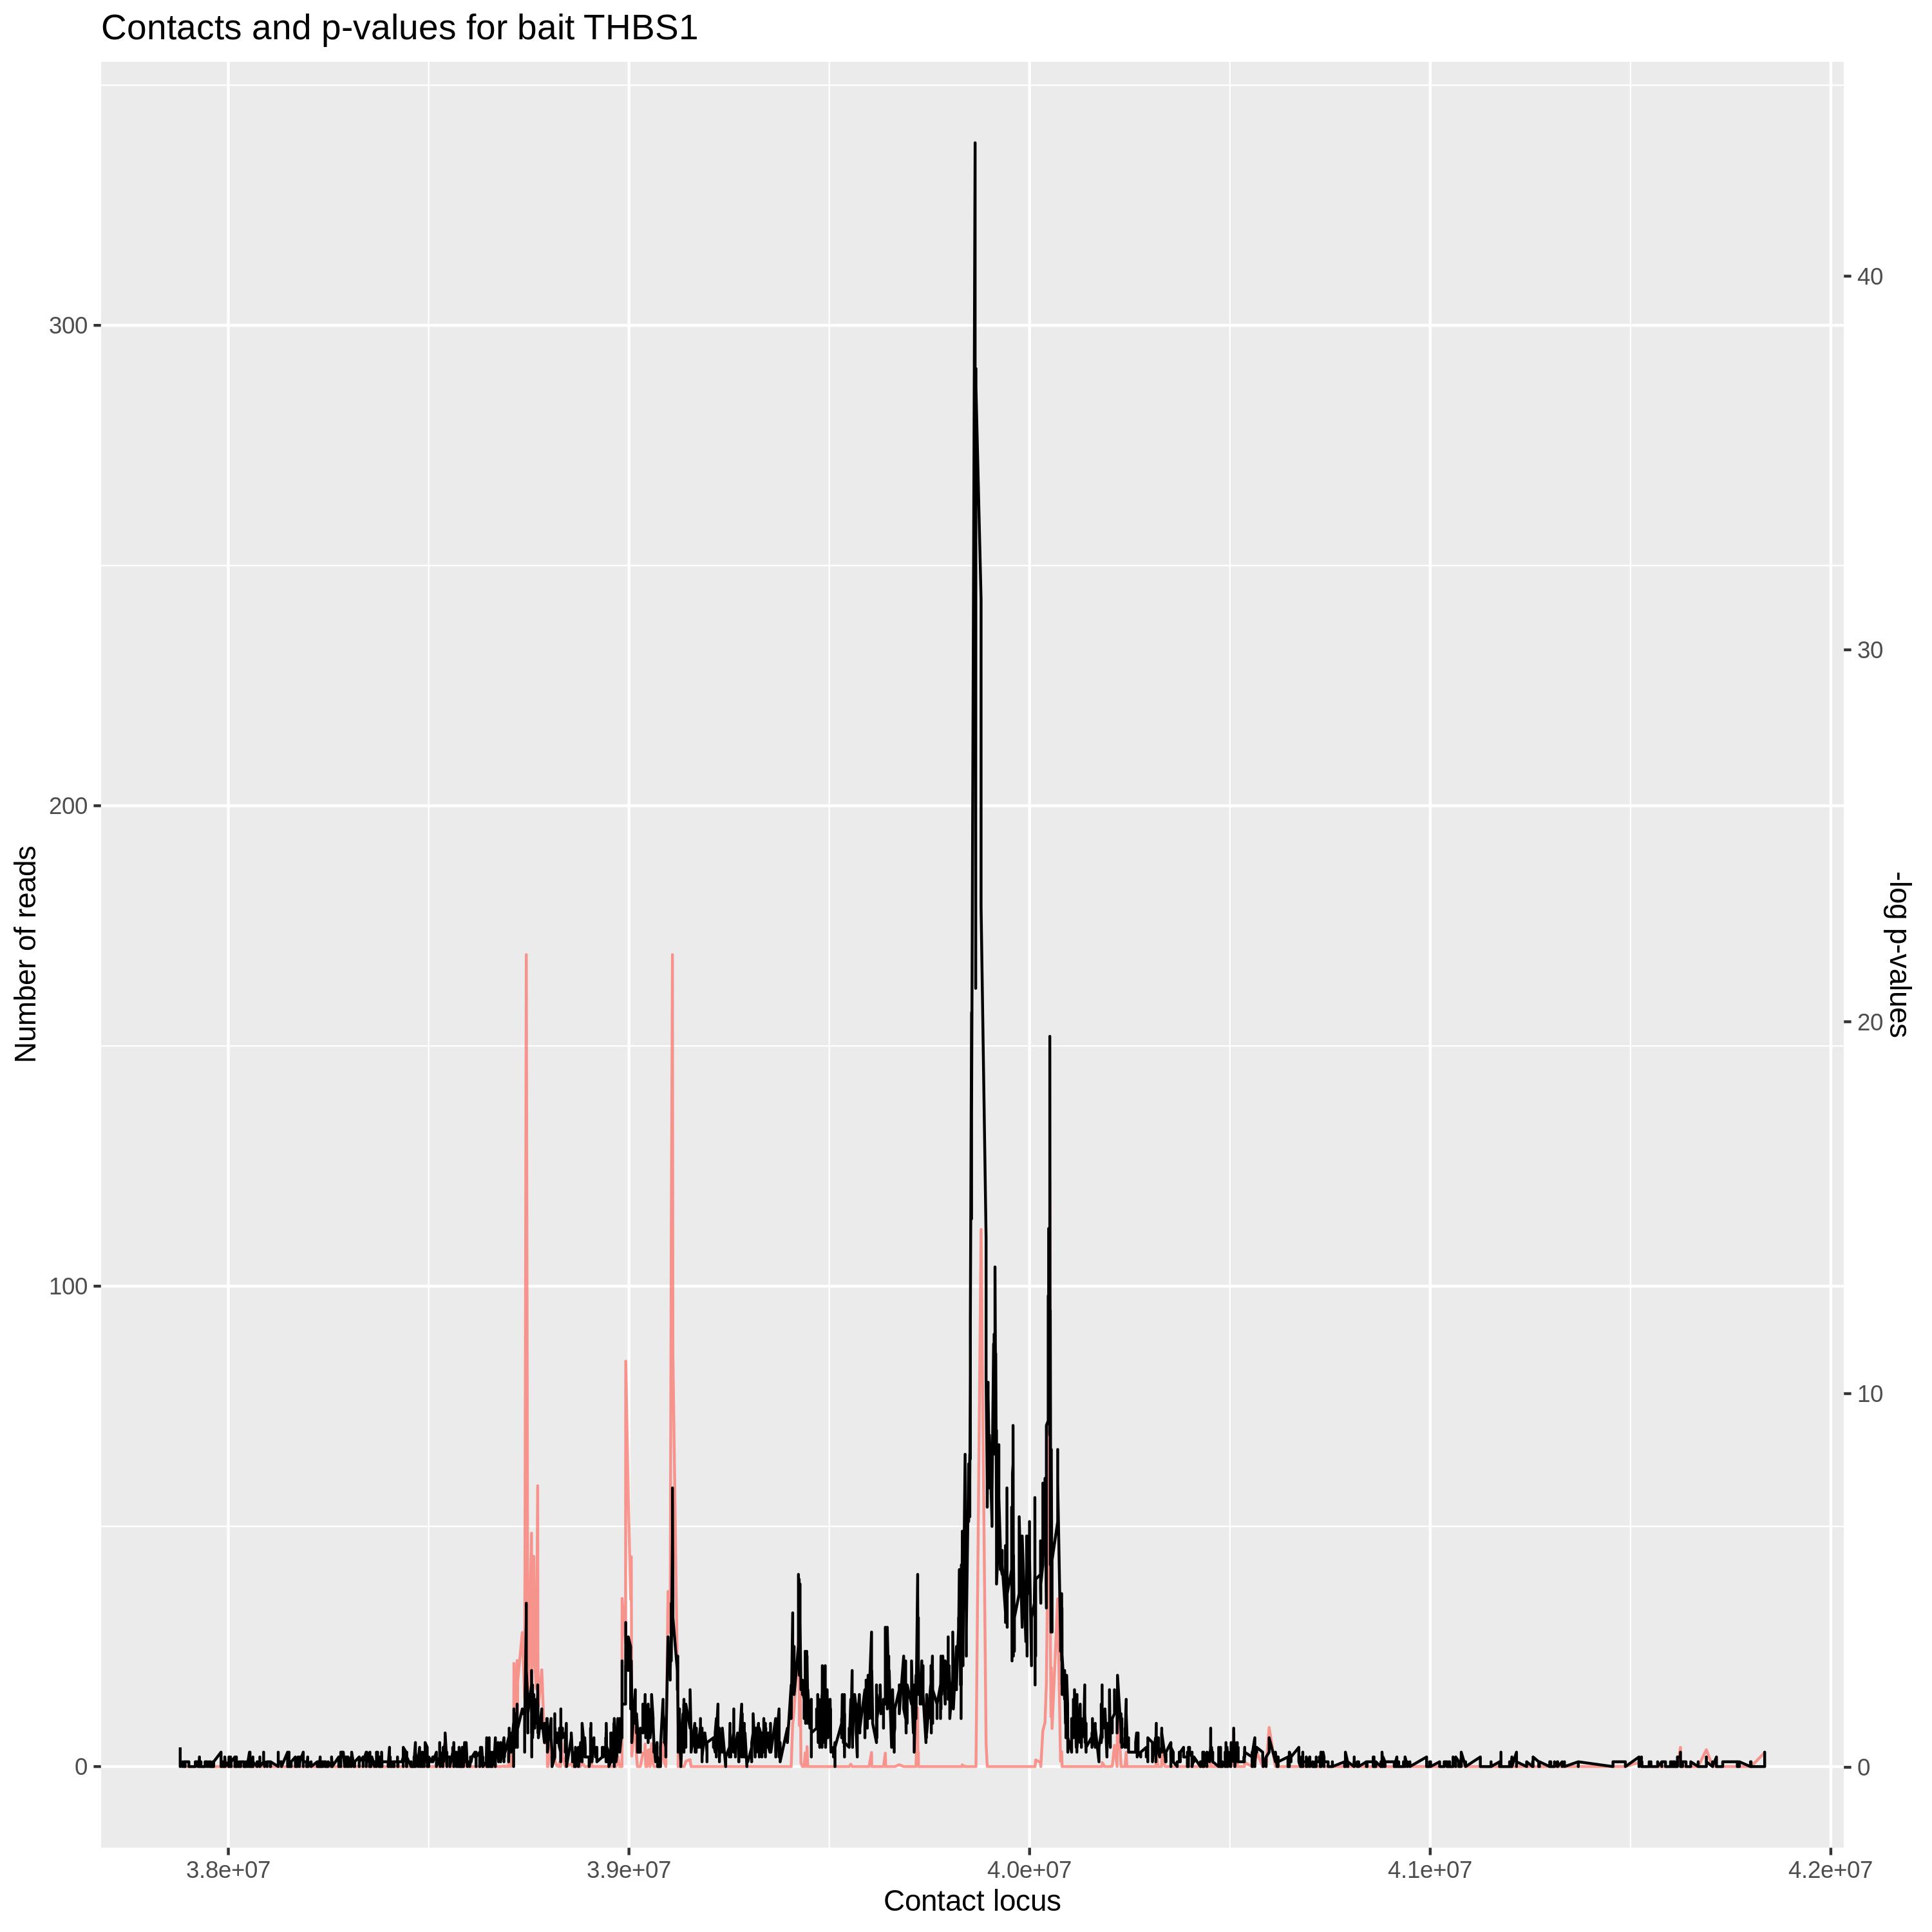 Contacts and p-values for bait THBS1
300
200
100
0
Number of reads
40
30
20
10
0
-log p-values
3.8e+07 3.9e+07 4.0e+07 4.1e+07 4.2e+07
Contact locus